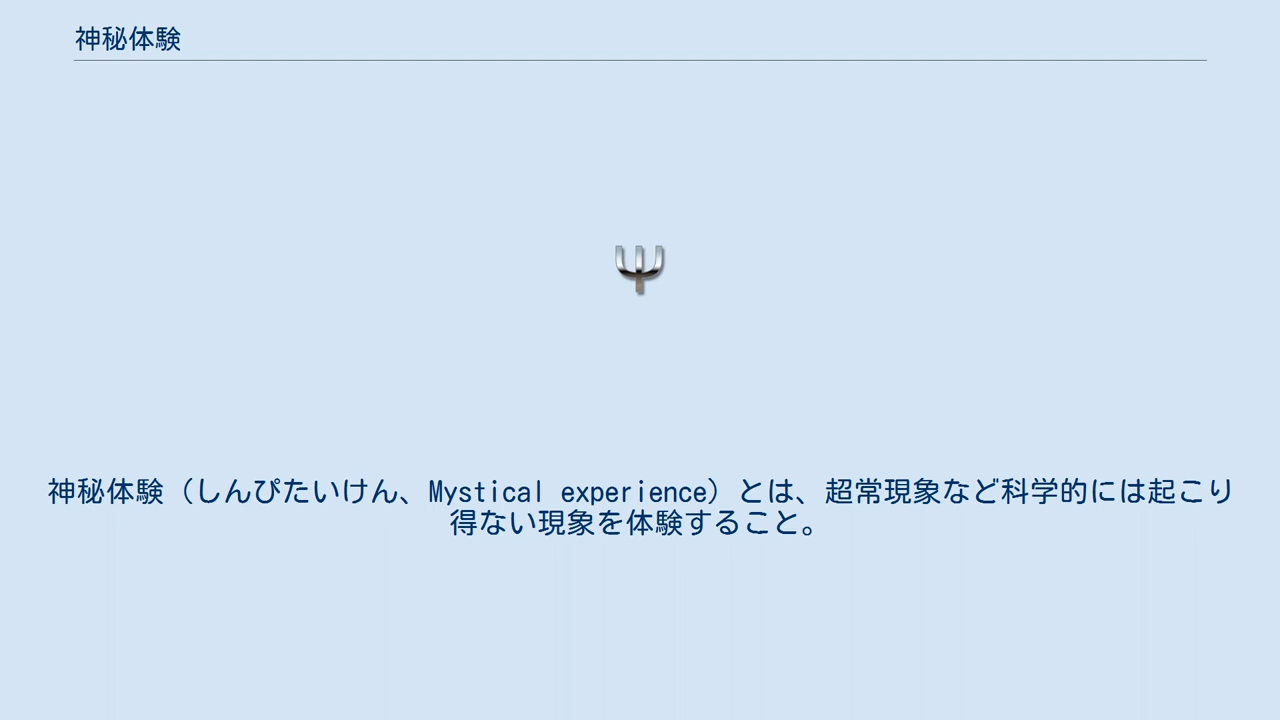 神秘体験
神秘体験（しんぴたいけん、Mystical experience）とは、超常現象など科学的には起こり
得ない現象を体験すること。